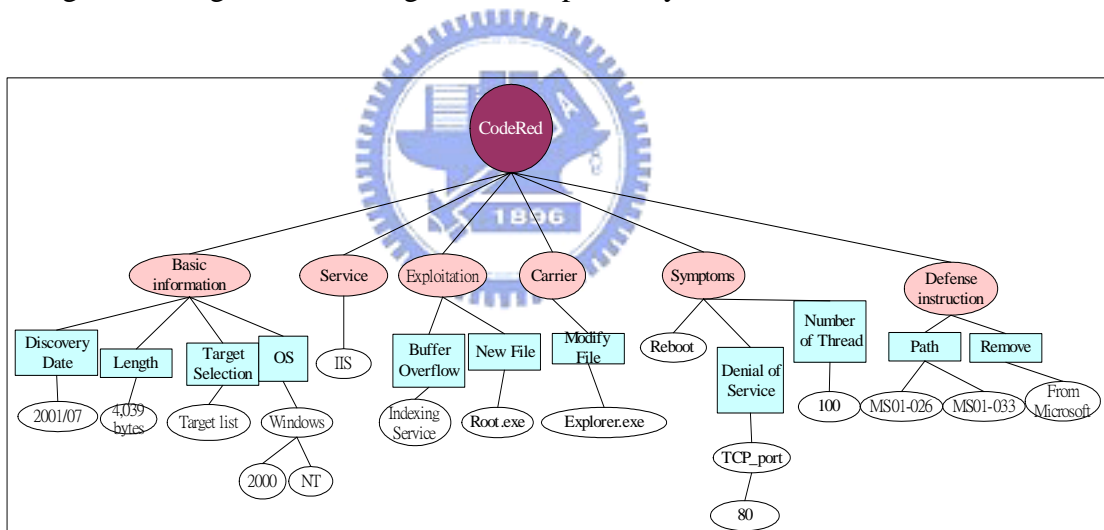 CodeRed
1896
Basic
information
Service
Exploitation
Carrier
Symptoms
Defense
instruction
Discovery
Date
Length
Target
Selection
OS
IIS
Buffer
Overflow
New File
Modify
File
Reboot
Denial of
Service
Number
of Thread
Path
Remove
2001/07
4,039
bytes
Target list
Windows
Indexing
Service
Root.exe
Explorer.exe
100
MS01-026
MS01-033
From
Microsoft
2000
NT
TCP_port
80